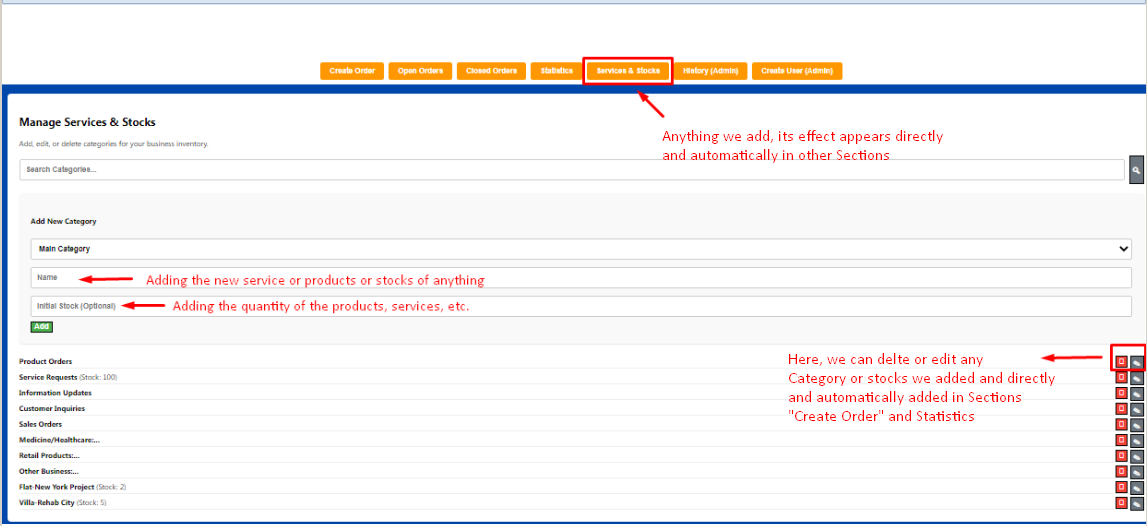 Create Order Open Orders Closed Orders Statistics Services & Stocks History (Admin) Create User (Admin)
Anything we add, its effect appears directly
and automatically in other Sections
Manage Services & Stocks
Add, edit, or delete categories for your business inventory.
Search Categories...
Add New Category
Main Category
Name
Adding the new service or products or stocks of anything
Initial Stock (Optional)
Adding the quantity of the products, services, etc.
Add
Here, we can delte or edit any
Category or stocks we added and directly
and automatically added in Sections
"Create Order" and Statistics
Product Orders
Service Requests (Stock: 100)
Information Updates
Customer Inquiries
Sales Orders
Medicine/Healthcare:...
Retail Products:...
Other Business:...
Flat-New York Project (Stock: 2)
Villa-Rehab City (Stock: 5)